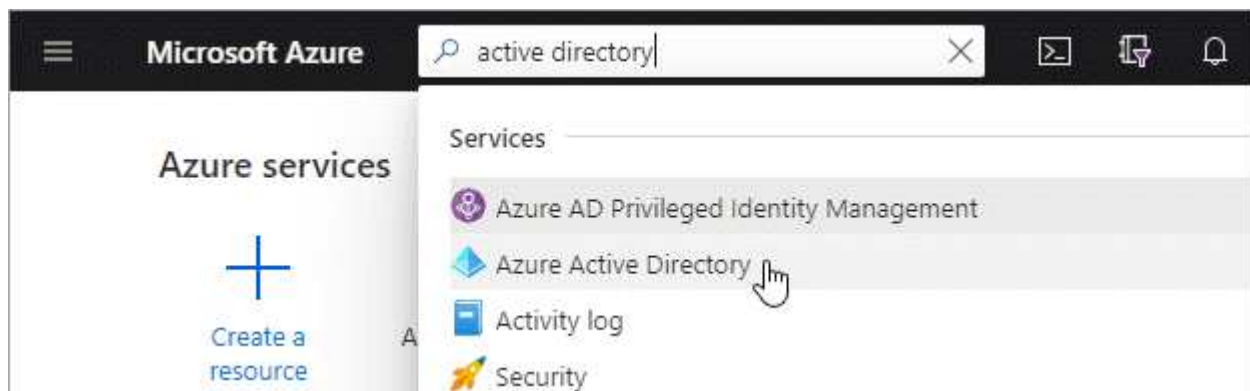 Microsoft Azure
active directory
Azure services
Services
Azure AD Privileged Identity Management
Azure Active Directory
Activity log
Security
Create a
resource
A